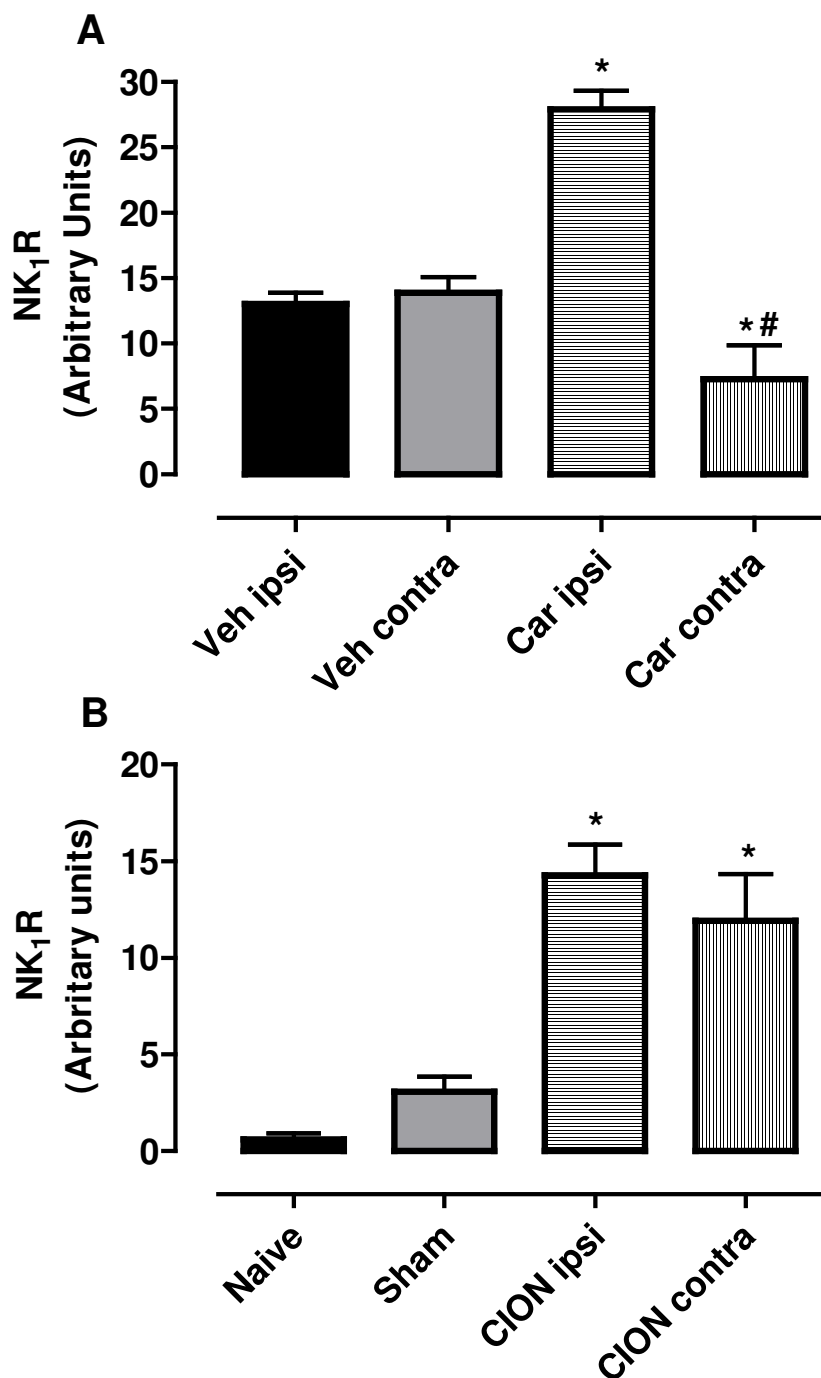 A
NK₁R
(Arbitrary Units)
30
25
20
15
10
5
0
*
*#
Veh ipsi
Veh contra
Car ipsi
Car contra
B
NK₁R
(Arbritary units)
20
15
10
5
0
*
*
Naive
Sham
CION ipsi
CION contra